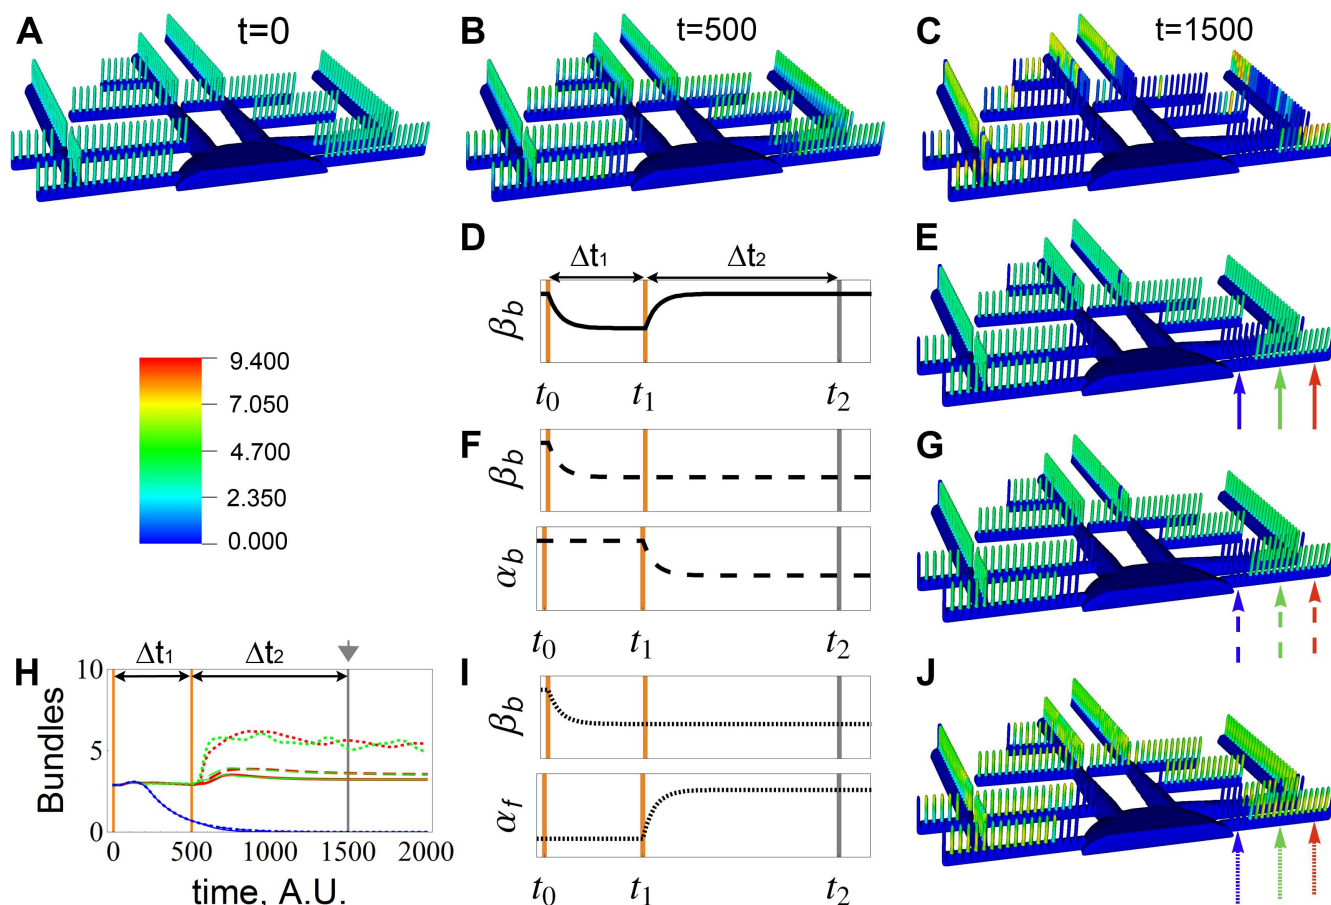 A
t=0
B
t=500
C
t=1500
D
Δt1
Δt2
βb
t0
t1
t2
E
9.400
7.050
4.700
2.350
0.000
F
βb
αb
t0
t1
t2
G
H
Δt1
Δt2
10
5
0
Bundles
0
500
1000
1500
2000
time, A.U.
I
βb
αf
t0
t1
t2
J